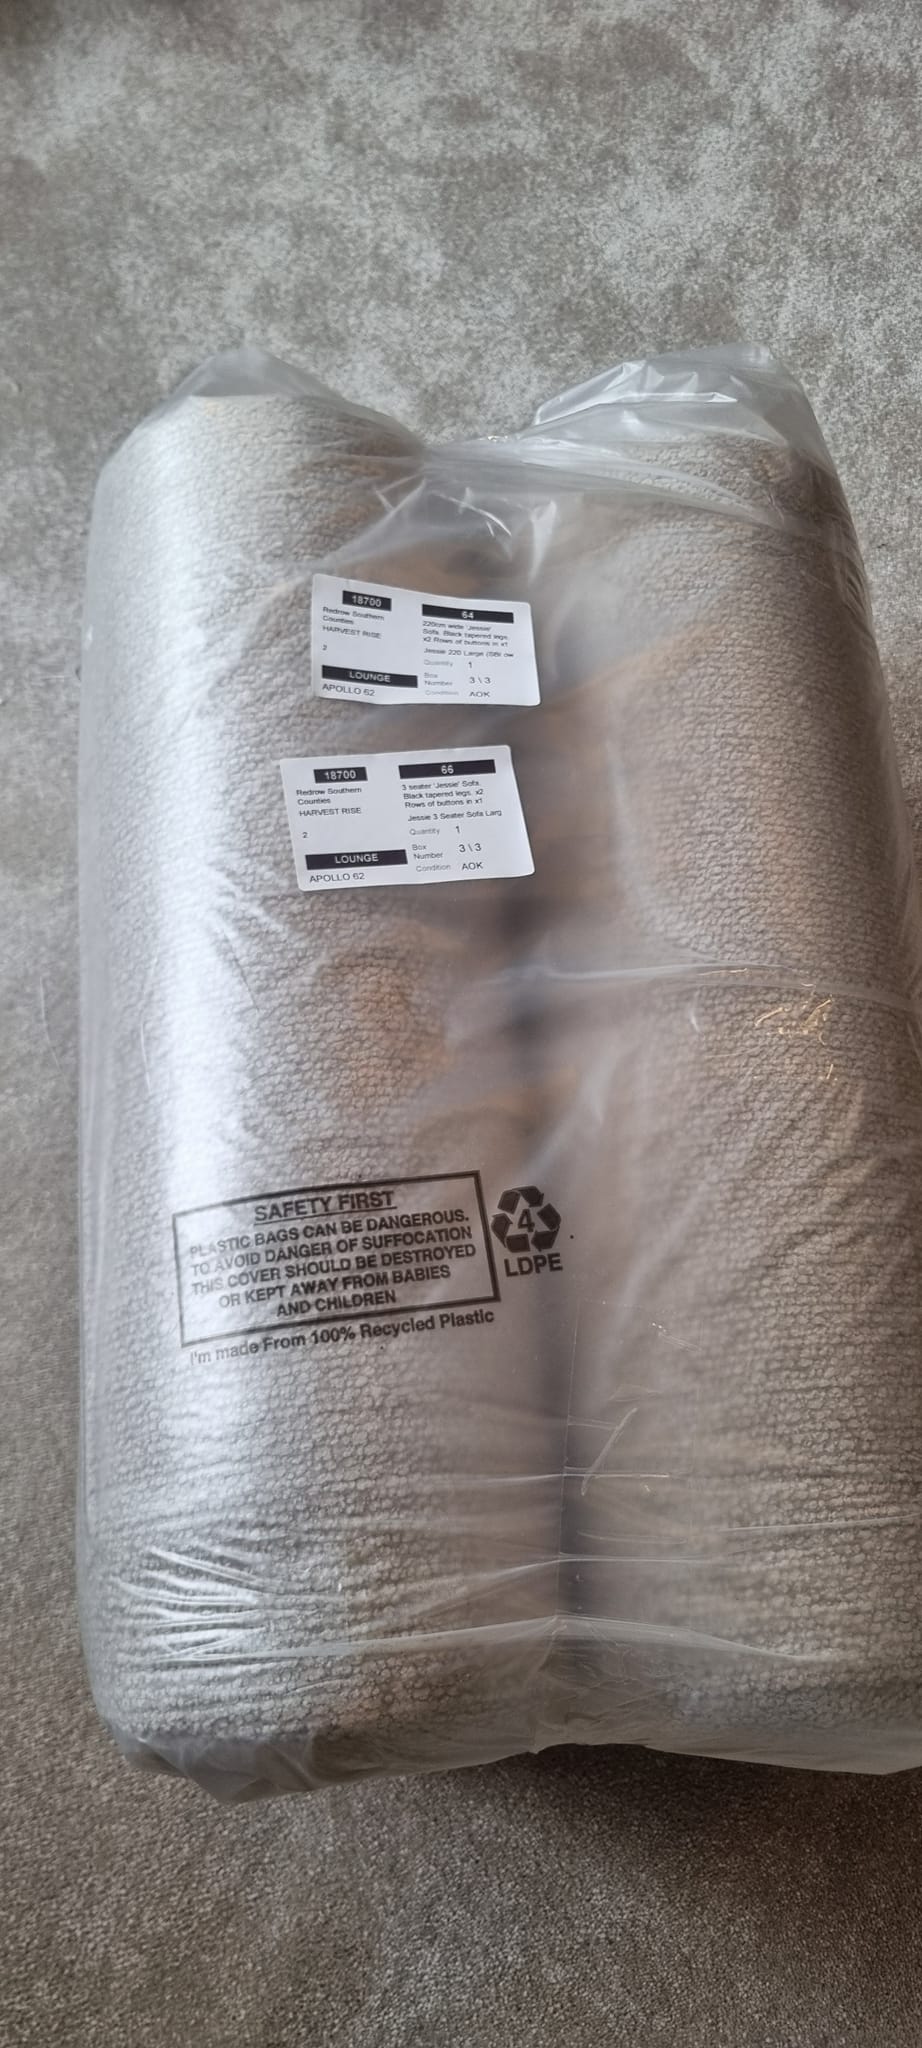 18700
Redrow Southern
Counties
HARVEST RISE
2
LOUNGE
APOLLO 62
64
220cm wide 'Jessie'
Sofa. Black tapered legs.
x2 Rows of buttons in x1
Jessie 220 Large (SB) ow
Quantity 1
Box
Number 3 \ 3
Condition AOK
18700
Redrow Southern
Counties
HARVEST RISE
2
LOUNGE
APOLLO 62
66
3 seater 'Jessie' Sofa.
Black tapered legs. x2
Rows of buttons in x1
Jessie 3 Seater Sofa Larg
Quantity 1
Box
Number 3 \ 3
Condition AOK
SAFETY FIRST
PLASTIC BAGS CAN BE DANGEROUS.
TO AVOID DANGER OF SUFFOCATION
THIS COVER SHOULD BE DESTROYED
OR KEPT AWAY FROM BABIES
AND CHILDREN
I'm made From 100% Recycled Plastic
4
LDPE